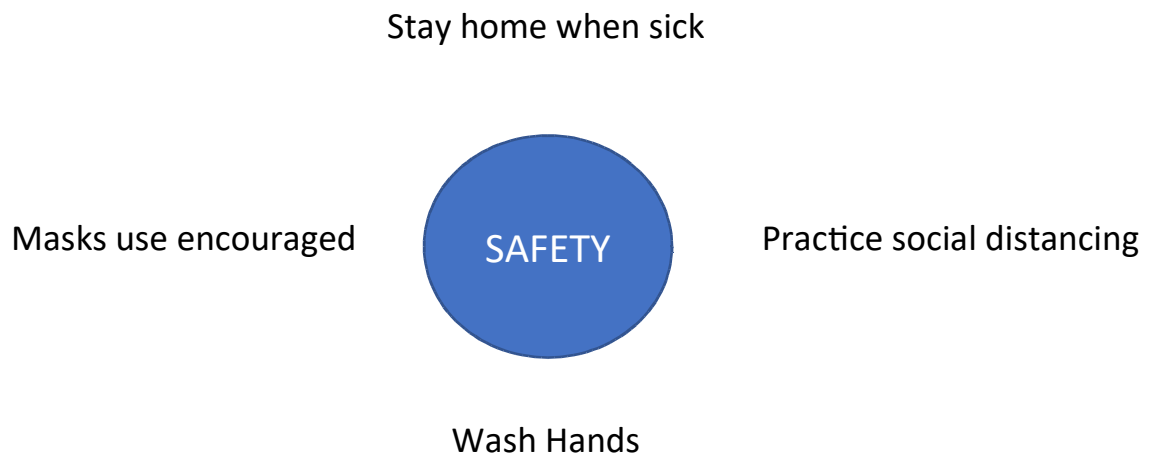 Stay home when sick
Masks use encouraged
SAFETY
Practice social distancing
Wash Hands